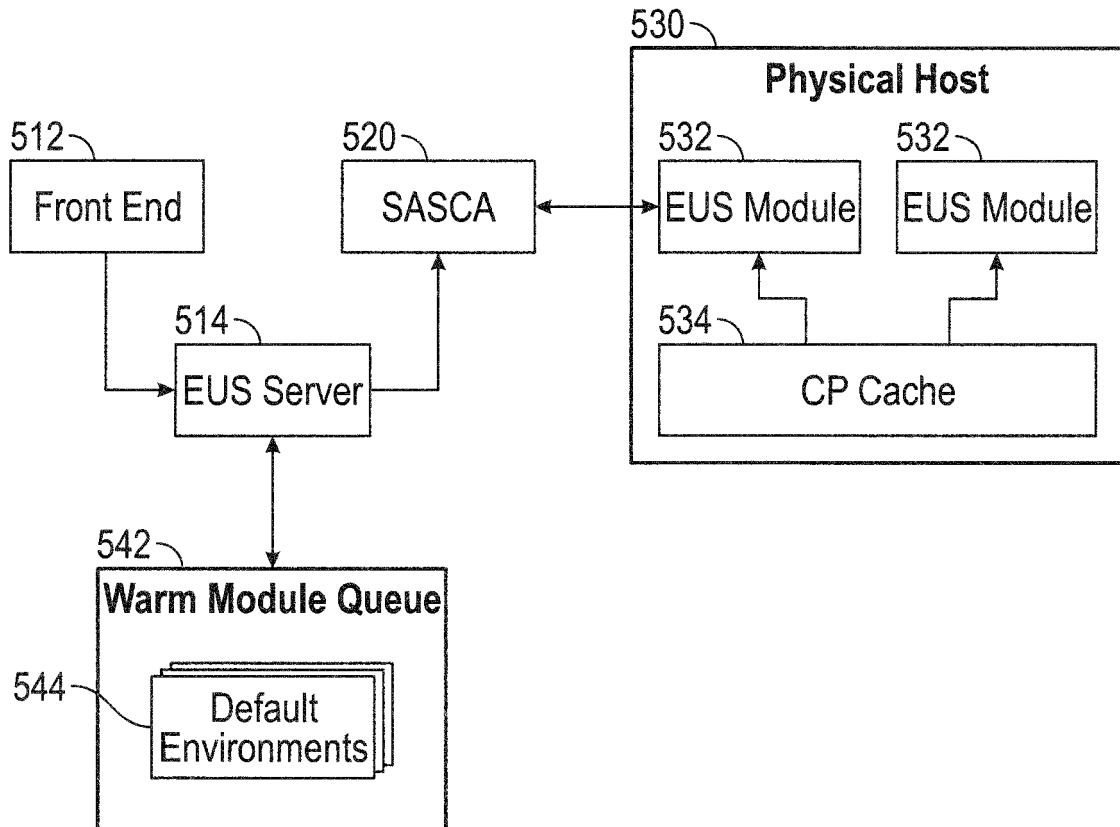 530
Physical Host
512
520
532
532
Front End
SASCA
EUS Module
EUS Module
514
534
EUS Server
CP Cache
542
Warm Module Queue
544
Default
Environments